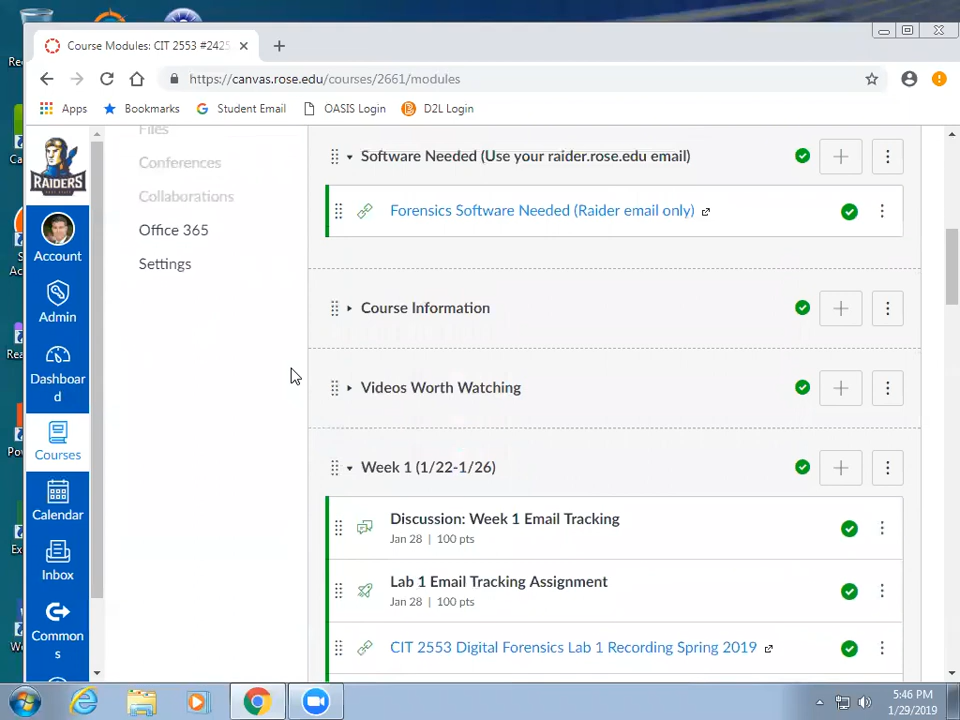 Course Modules: CIT 2553 #2425
https://canvas.rose.edu/courses/2661/modules
Apps
Bookmarks
Student Email
OASIS Login
D2L Login
RAIDERS
Account
Admin
Dashboar
d
Courses
Calendar
Inbox
Common
s
Files
Conferences
Collaborations
Office 365
Settings
Software Needed (Use your raider.rose.edu email)
Forensics Software Needed (Raider email only)
Course Information
Videos Worth Watching
Week 1 (1/22-1/26)
Discussion: Week 1 Email Tracking
Jan 28 | 100 pts
Lab 1 Email Tracking Assignment
Jan 28 | 100 pts
CIT 2553 Digital Forensics Lab 1 Recording Spring 2019
5:46 PM
1/29/2019